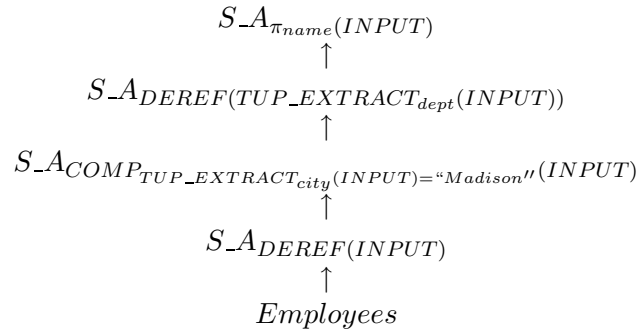 S_A_{π_{name}(INPUT)}
↑
S_A_{DEREF(TUP_EXTRACT_{dept}(INPUT))}
↑
S_A_{COMP_{TUP_EXTRACT_{city}(INPUT)=“Madison″}(INPUT)}
↑
S_A_{DEREF(INPUT)}
↑
Employees